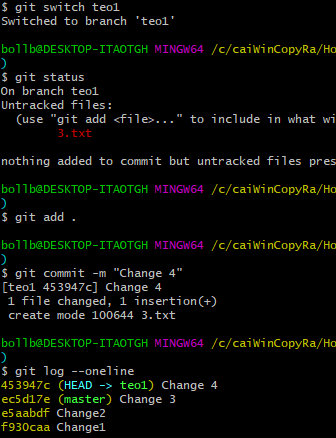 $ git switch teo1
Switched to branch 'teo1'
bollb@DESKTOP-ITAOTGH MINGW64 /c/caiWinCopyRa/Ho
)
$ git status
On branch teo1
Untracked files:
(use "git add <file>..." to include in what wi
3.txt
nothing added to commit but untracked files pres
bollb@DESKTOP-ITAOTGH MINGW64 /c/caiWinCopyRa/Ho
)
$ git add .
bollb@DESKTOP-ITAOTGH MINGW64 /c/caiWinCopyRa/Ho
)
$ git commit -m "Change 4"
[teo1 453947c] Change 4
1 file changed, 1 insertion(+)
create mode 100644 3.txt
bollb@DESKTOP-ITAOTGH MINGW64 /c/caiWinCopyRa/Ho
)
$ git log --oneline
453947c (HEAD -> teo1) Change 4
ec5d17e (master) Change 3
e5aabdf Change2
f930caa Change1